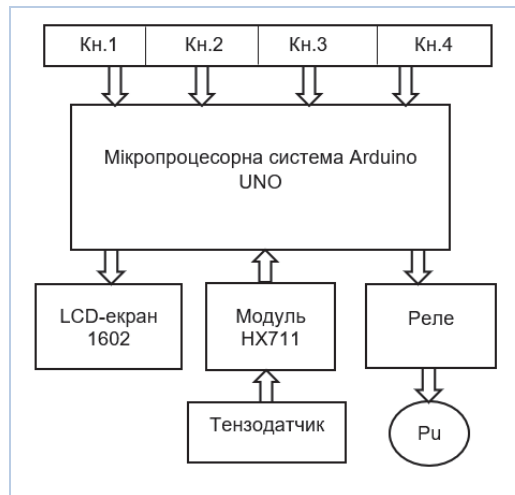 Кн.1 Кн.2 Кн.3 Кн.4
Мікропроцесорна система Arduino
UNO
LCD-екран
1602
Модуль
HX711
Реле
Тензодатчик
Pu